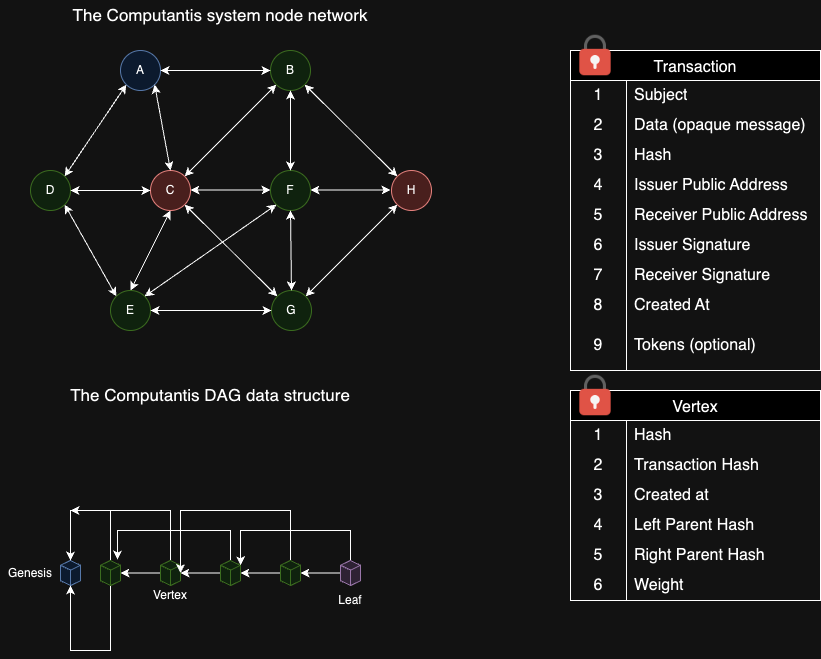 The Computantis system node network
A
B
D
C
F
H
E
G
The Computantis DAG data structure
Genesis
Vertex
Leaf
Transaction
1 Subject
2 Data (opaque message)
3 Hash
4 Issuer Public Address
5 Receiver Public Address
6 Issuer Signature
7 Receiver Signature
8 Created At
9 Tokens (optional)
Vertex
1 Hash
2 Transaction Hash
3 Created at
4 Left Parent Hash
5 Right Parent Hash
6 Weight